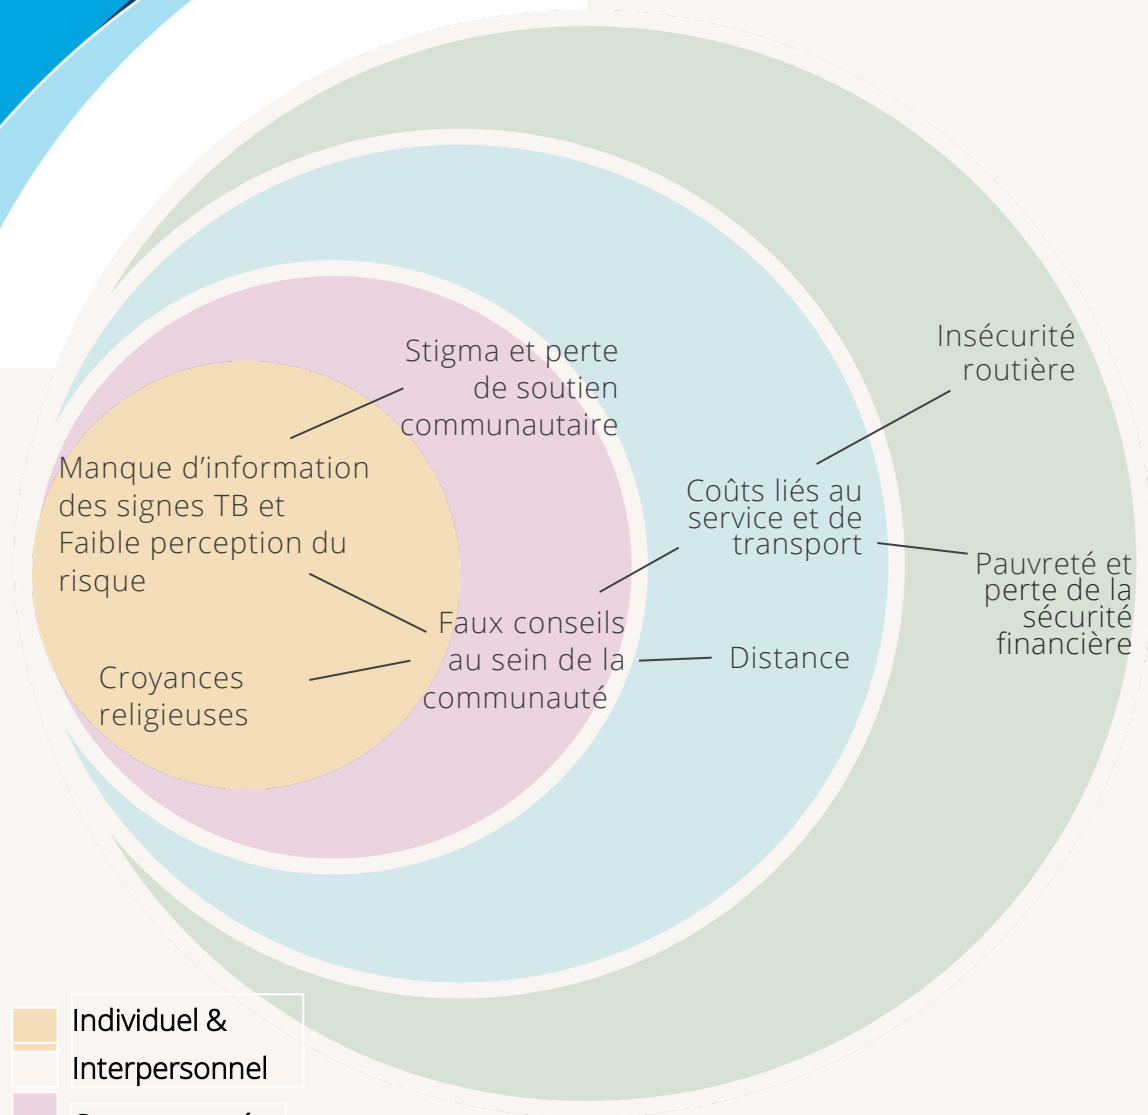 Stigma et perte
de soutien
communautaire
Insécurité
routière
Manque d’information
des signes TB et
Faible perception du
risque
Coûts liés au
service et de
transport
Pauvreté et
perte de la
sécurité
financière
Faux conseils
au sein de la
communauté
Distance
Croyances
religieuses
Individuel &
Interpersonnel